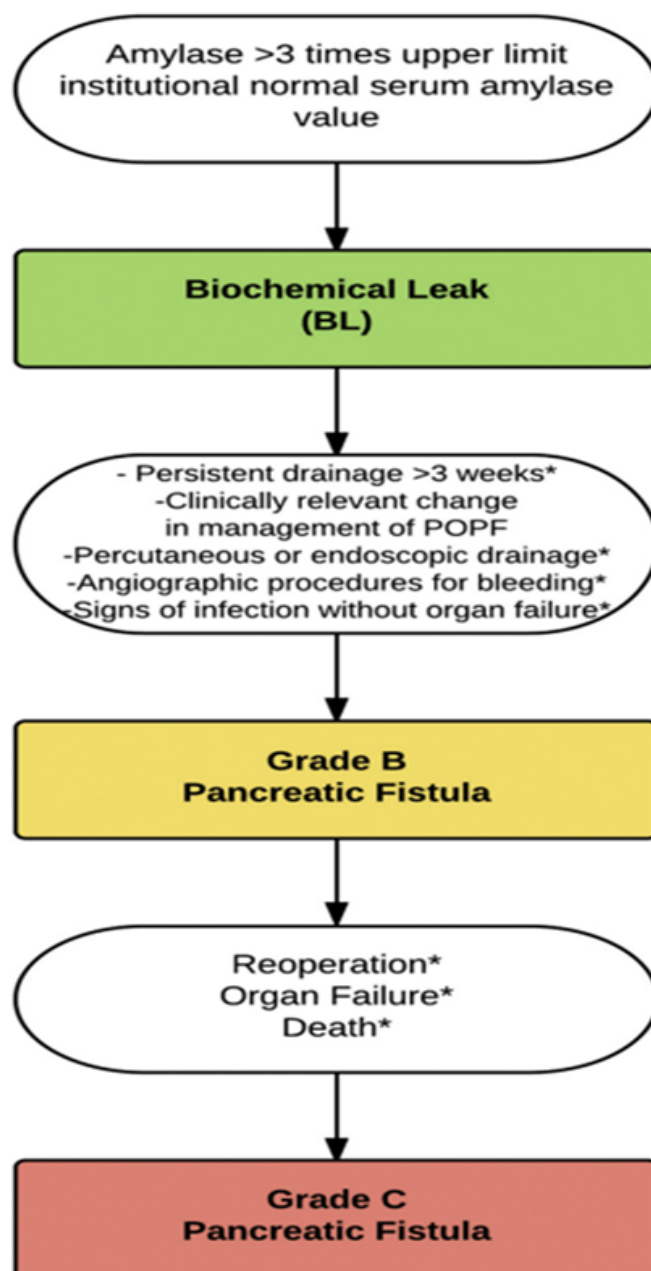 Amylase >3 times upper limit
institutional normal serum amylase
value
Biochemical Leak
(BL)
- Persistent drainage >3 weeks*
-Clinically relevant change
in management of POPF
-Percutaneous or endoscopic drainage*
-Angiographic procedures for bleeding*
-Signs of infection without organ failure*
Grade B
Pancreatic Fistula
Reoperation*
Organ Failure*
Death*
Grade C
Pancreatic Fistula